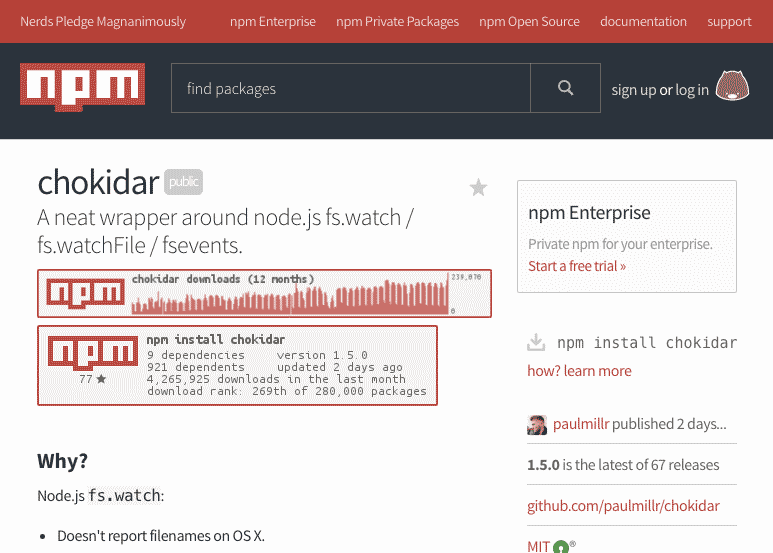 Nerds Pledge Magnanimously npm Enterprise npm Private Packages npm Open Source documentation support
npm find packages sign up or log in
chokidar public
A neat wrapper around node.js fs.watch /
fs.watchFile / fsevents.
npm chokidar downloads (12 months) 239,070
0
npm npm install chokidar
9 dependencies version 1.5.0
921 dependents updated 2 days ago
77 ★ 4,265,925 downloads in the last month
download rank: 269th of 280,000 packages
Why?
Node.js fs.watch:
• Doesn't report filenames on OS X.
npm Enterprise
Private npm for your enterprise.
Start a free trial »
npm install chokidar
how? learn more
paulmillr published 2 days...
1.5.0 is the latest of 67 releases
github.com/paulmillr/chokidar
MIT ®